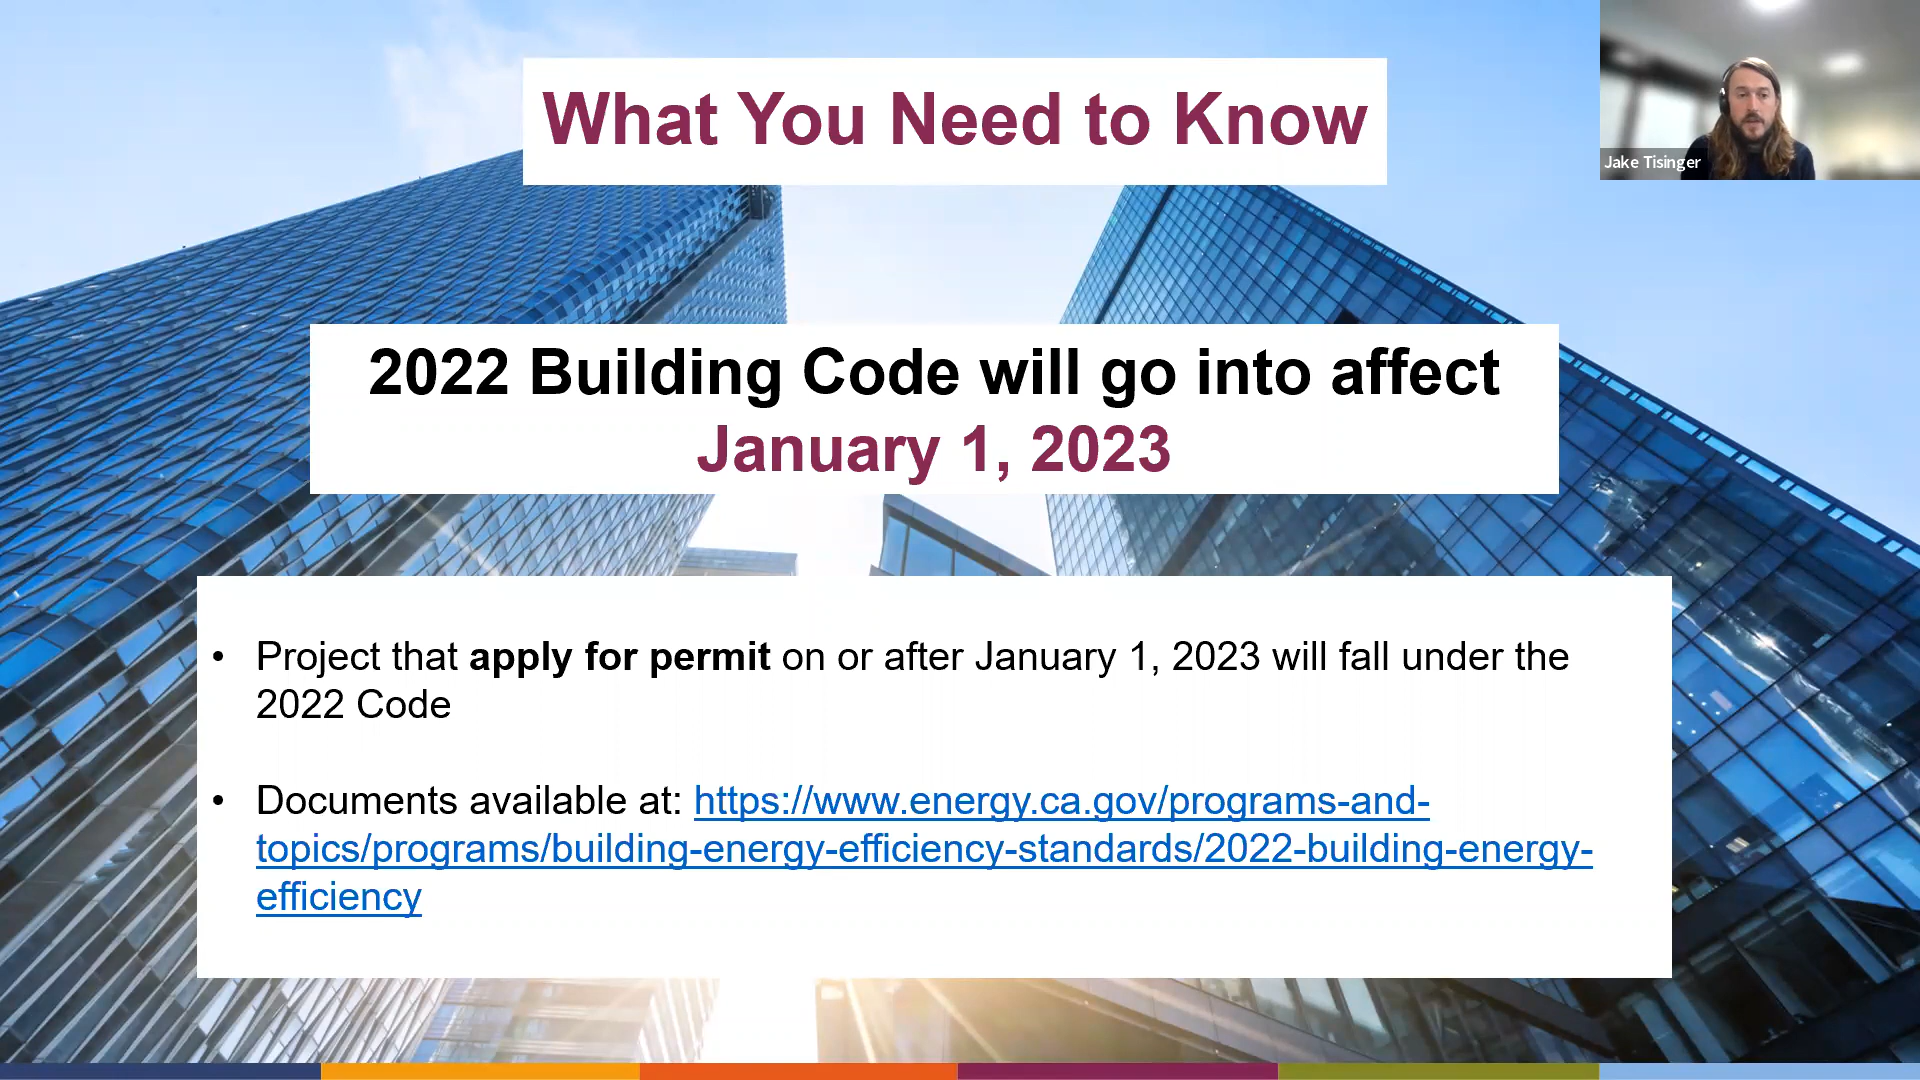 What You Need to Know
Jake Tisinger
2022 Building Code will go into affect
January 1, 2023
• Project that apply for permit on or after January 1, 2023 will fall under the
2022 Code
• Documents available at: https://www.energy.ca.gov/programs-and-
topics/programs/building-energy-efficiency-standards/2022-building-energy-
efficiency